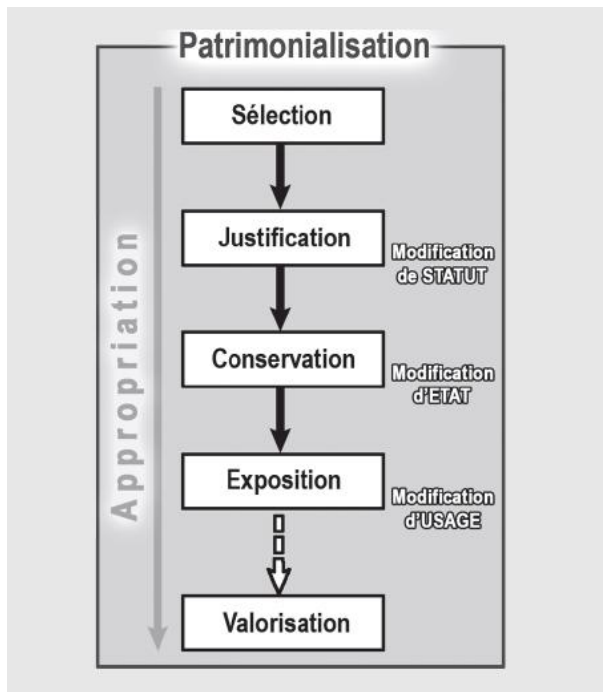 Patrimonialisation
Appropriation
Sélection
Justification
Modification
de STATUT
Conservation
Modification
d'ETAT
Exposition
Modification
d'USAGE
Valorisation